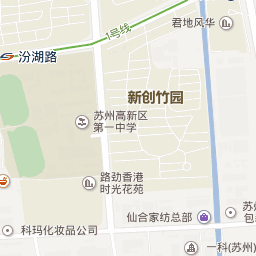 君地风华
1号线
汾湖路
新创竹园
苏州高新区
第一中学
路劲香港
时光花苑
仙合家纺总部
苏
科玛化妆品公司
一科(苏州)